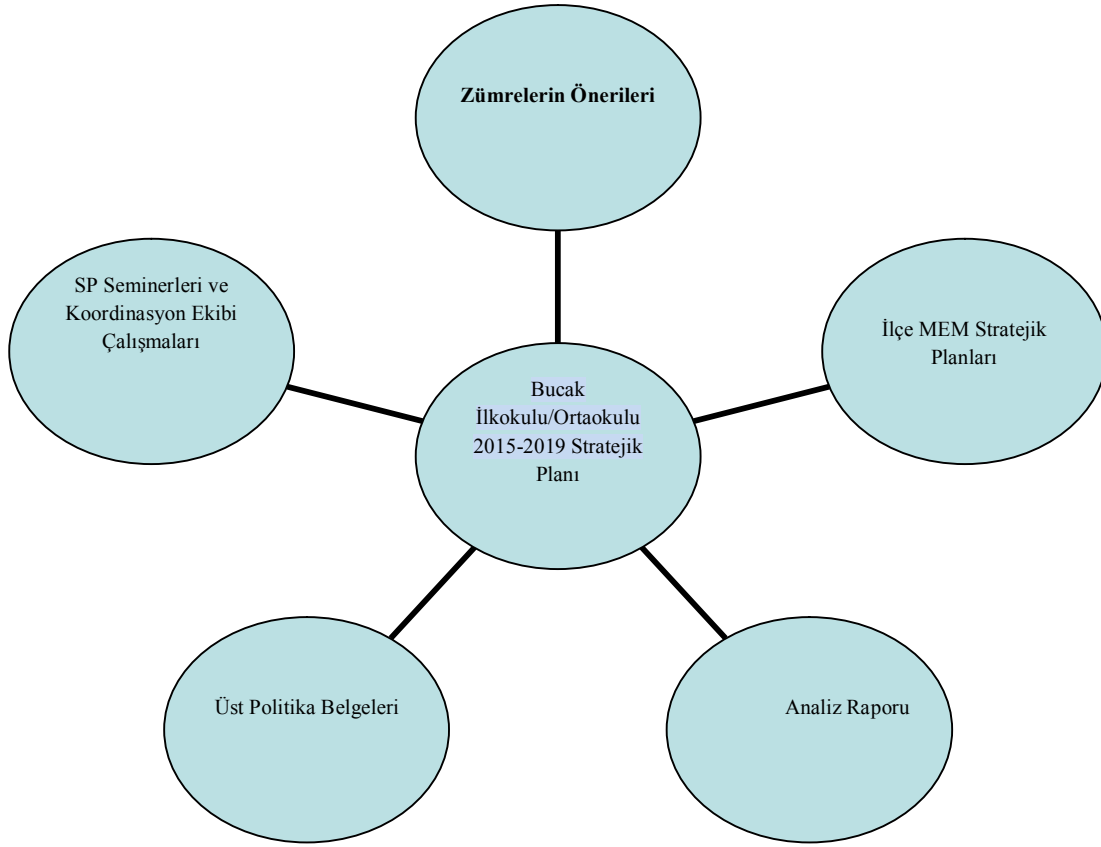 Zümrelerin Önerileri
SP Seminerleri ve
Koordinasyon Ekibi
Çalışmaları
İlçe MEM Stratejik
Planları
Bucak
İlkokulu/Ortaokulu
2015-2019 Stratejik
Planı
Üst Politika Belgeleri
Analiz Raporu